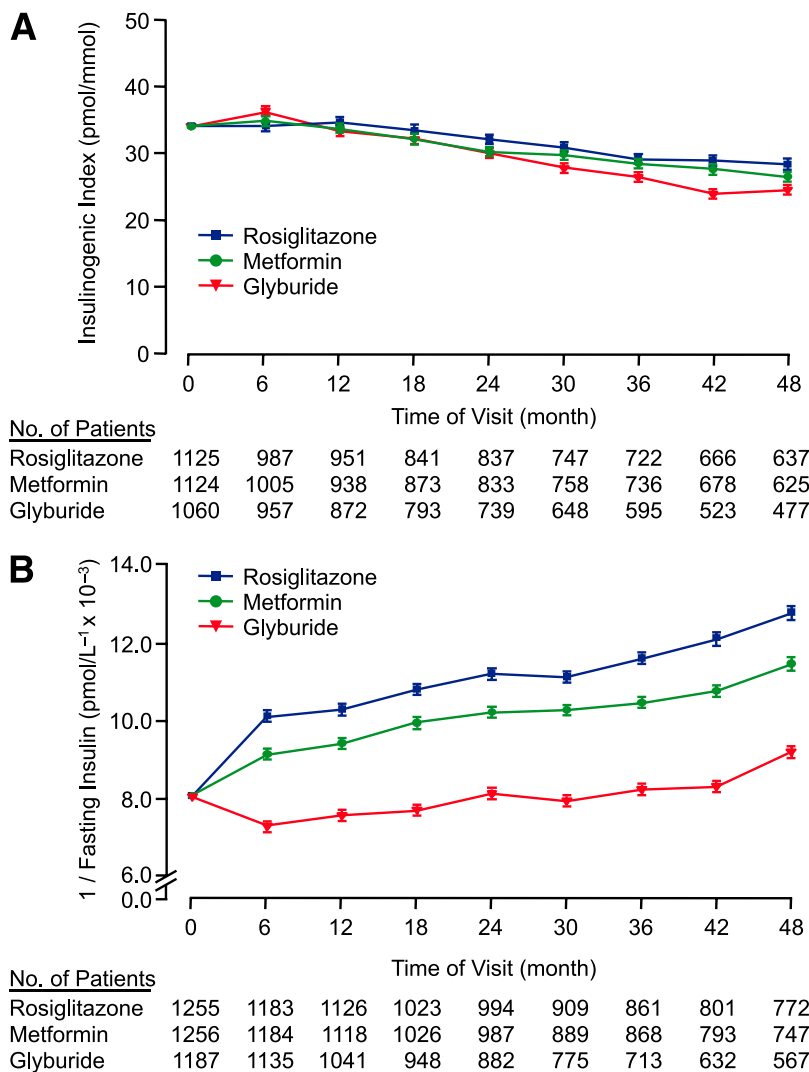 A
Insulinogenic Index (pmol/mmol)
50
40
30
20
10
0
Rosiglitazone
Metformin
Glyburide
0 6 12 18 24 30 36 42 48
Time of Visit (month)
No. of Patients
Rosiglitazone 1125 987 951 841 837 747 722 666 637
Metformin 1124 1005 938 873 833 758 736 678 625
Glyburide 1060 957 872 793 739 648 595 523 477
B
1 / Fasting Insulin (pmol/L⁻¹ x 10⁻³)
14.0
12.0
10.0
8.0
6.0
0.0
Rosiglitazone
Metformin
Glyburide
0 6 12 18 24 30 36 42 48
Time of Visit (month)
No. of Patients
Rosiglitazone 1255 1183 1126 1023 994 909 861 801 772
Metformin 1256 1184 1118 1026 987 889 868 793 747
Glyburide 1187 1135 1041 948 882 775 713 632 567